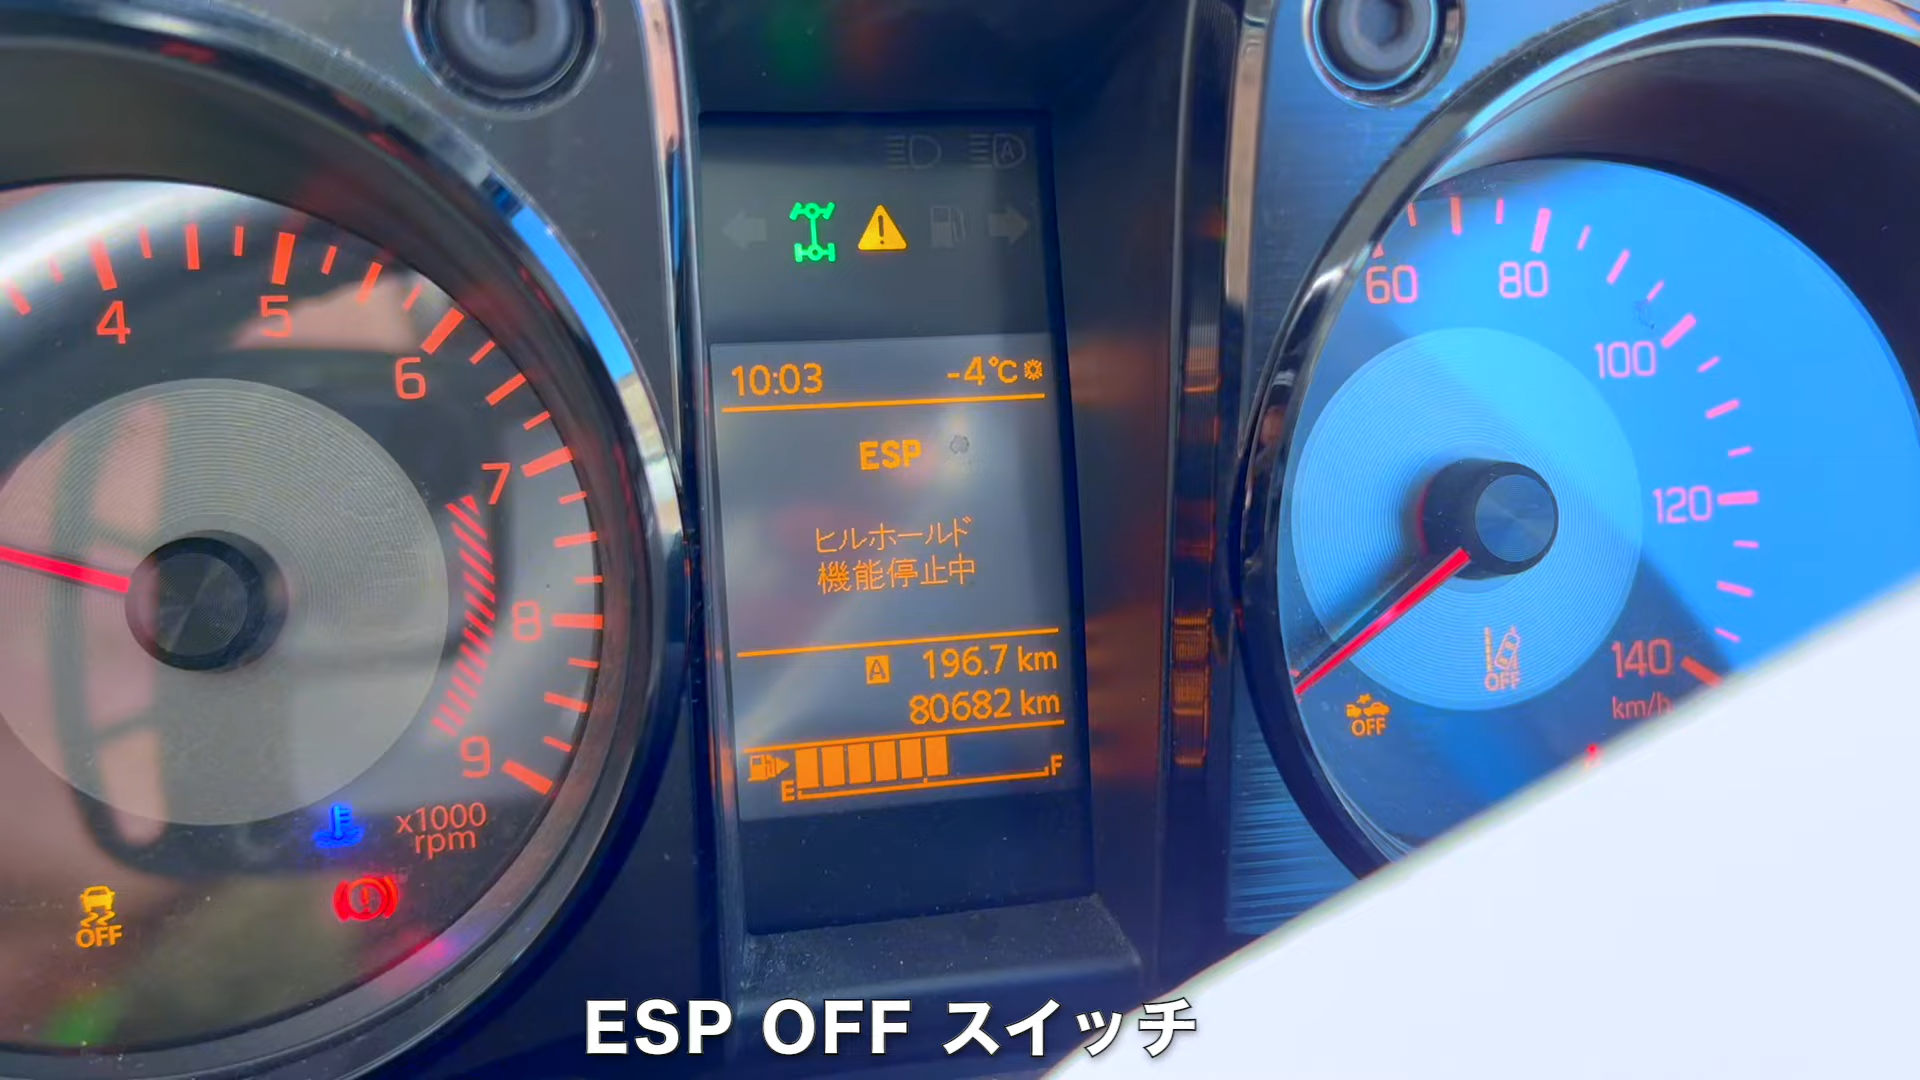 4
5
6
7
8
9
x1000
rpm
OFF
10:03 -4℃
ESP
ヒルホールド
機能停止中
A 196.7 km
80682 km
E F
60
80
100
120
140
km/h
OFF
OFF
A
ESP OFF スイッチ